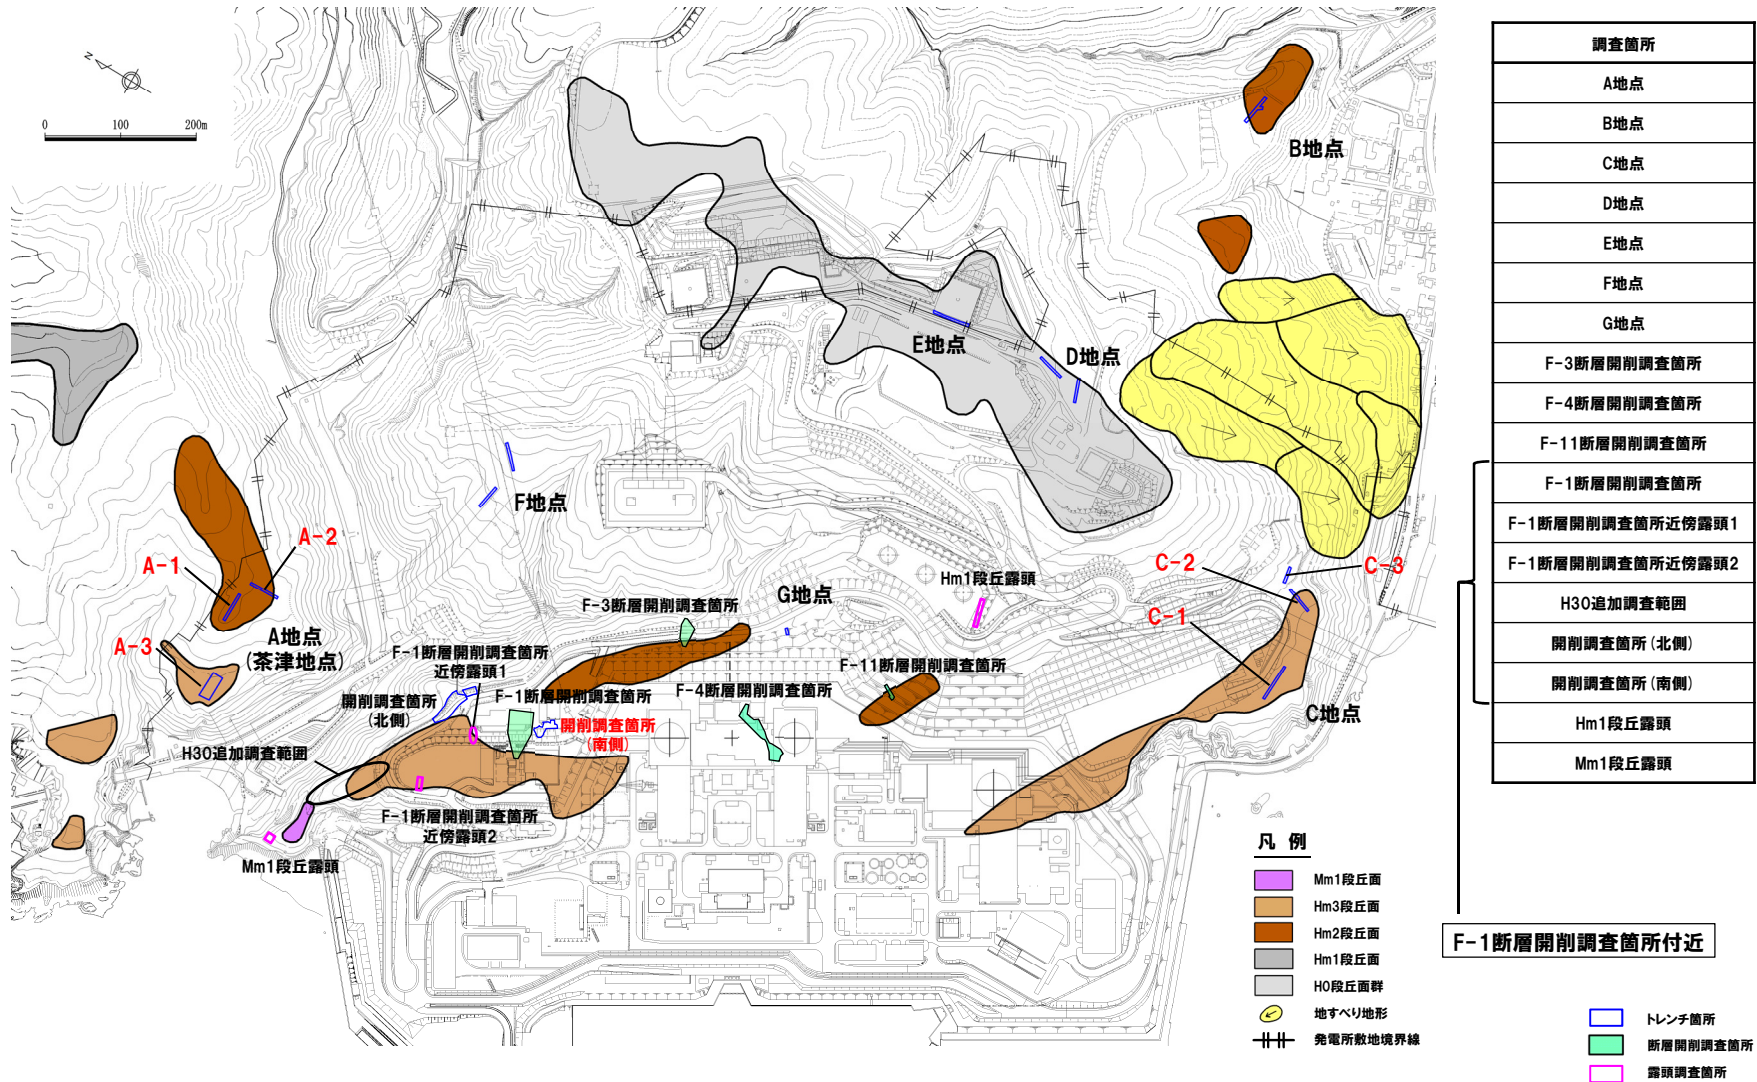 N
0 100 200m
B地点
E地点
D地点
F地点
A-2
A-1
A地点
(茶津地点)
A-3
Hm1段丘露頭
G地点
C-2
C-3
C-1
C地点
F-3断層開削調査箇所
F-1断層開削調査箇所
近傍露頭1
F-1断層開削調査箇所
F-4断層開削調査箇所
F-11断層開削調査箇所
開削調査箇所
(北側)
開削調査箇所
(南側)
H30追加調査範囲
F-1断層開削調査箇所
近傍露頭2
Mm1段丘露頭
凡 例
Mm1段丘面
Hm3段丘面
Hm2段丘面
Hm1段丘面
H0段丘面群
地すべり地形
発電所敷地境界線
調査箇所
A地点
B地点
C地点
D地点
E地点
F地点
G地点
F-3断層開削調査箇所
F-4断層開削調査箇所
F-11断層開削調査箇所
F-1断層開削調査箇所
F-1断層開削調査箇所近傍露頭1
F-1断層開削調査箇所近傍露頭2
H30追加調査範囲
開削調査箇所(北側)
開削調査箇所(南側)
Hm1段丘露頭
Mm1段丘露頭
F-1断層開削調査箇所付近
トレンチ箇所
断層開削調査箇所
露頭調査箇所